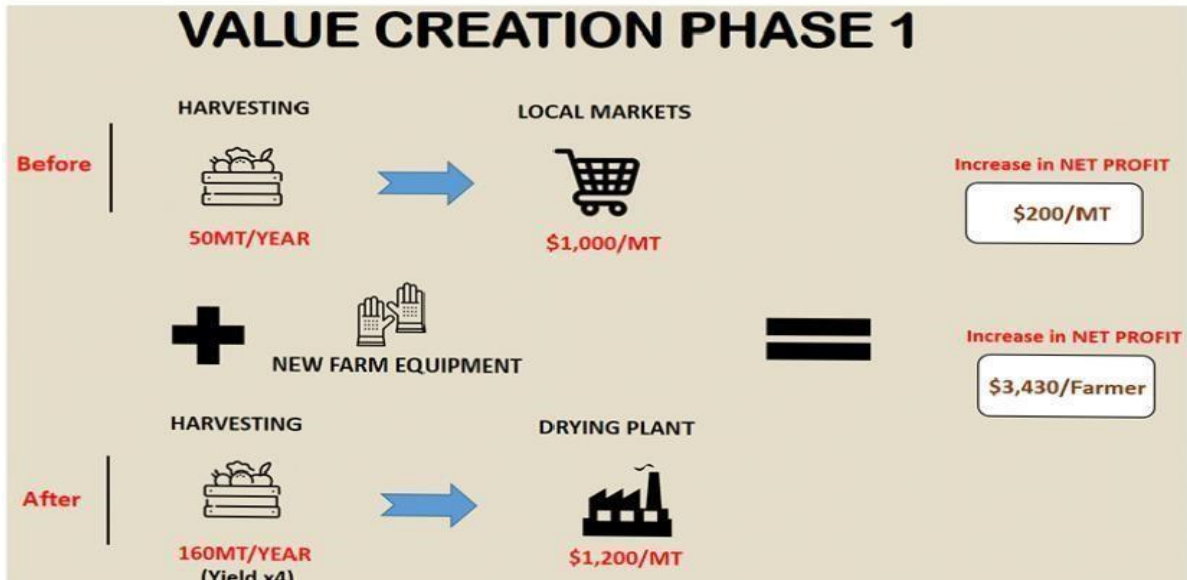 VALUE CREATION PHASE 1
HARVESTING
LOCAL MARKETS
Before
50MT/YEAR
$1,000/MT
Increase in NET PROFIT
$200/MT
NEW FARM EQUIPMENT
Increase in NET PROFIT
$3,430/Farmer
HARVESTING
DRYING PLANT
After
160MT/YEAR
$1,200/MT
(Yield x4)